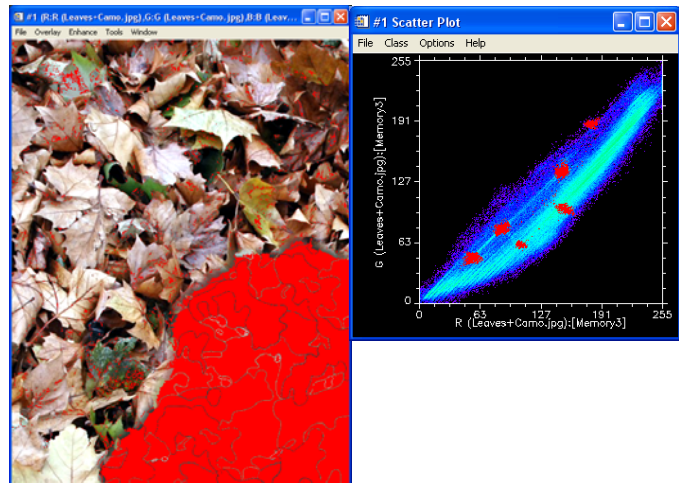 #1 (R:R (Leaves+Camo.jpg),G:G (Leaves+Camo.jpg),B:B (Leav...
File Overlay Enhance Tools Window
#1 Scatter Plot
File Class Options Help
255
191
127
63
0
G (Leaves+Camo.jpg):[Memory3]
0 63 127 191 255
R (Leaves+Camo.jpg):[Memory3]